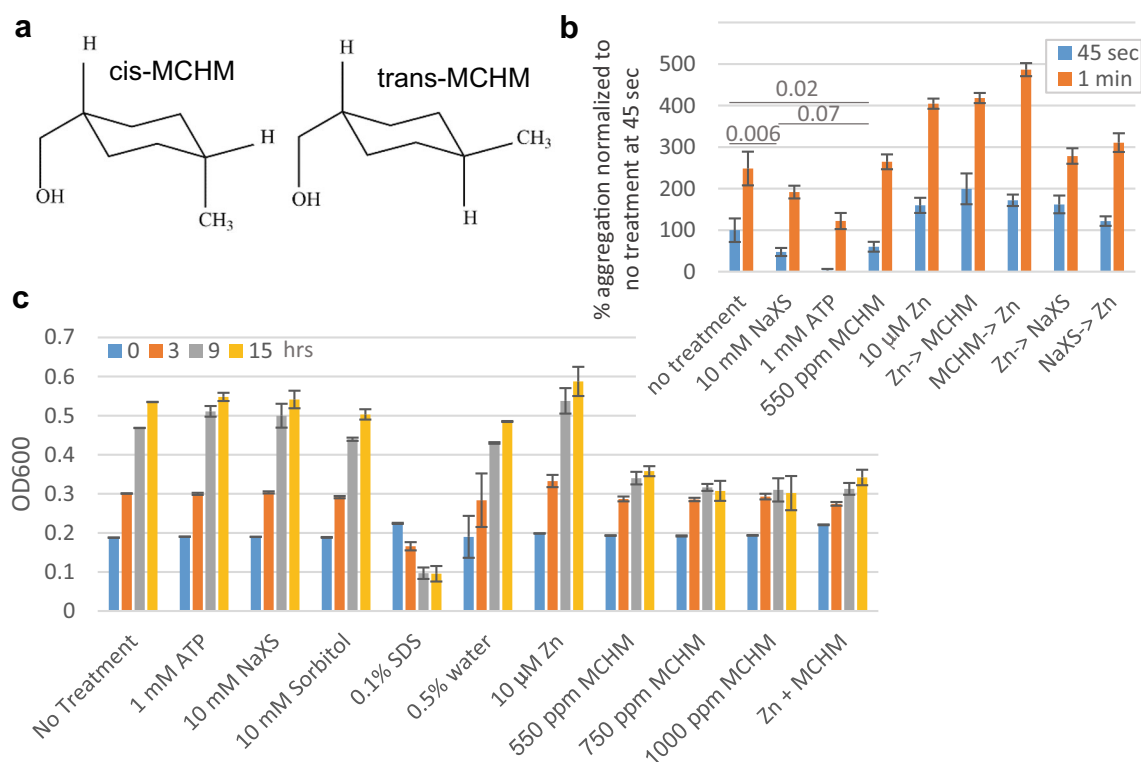 a
H
cis-MCHM
H
OH
CH3
H
trans-MCHM
CH3
OH
H
b
% aggregation normalized to
no treatment at 45 sec
500
400
300
200
100
0
45 sec
1 min
0.02
0.07
0.006
no treatment
10 mM NaXS
1 mM ATP
550 ppm MCHM
10 µM Zn
Zn-> MCHM
MCHM-> Zn
Zn-> NaXS
NaXS-> Zn
c
OD600
0.7
0.6
0.5
0.4
0.3
0.2
0.1
0
0 3 9 15 hrs
No Treatment
1 mM ATP
10 mM NaXS
10 mM Sorbitol
0.1% SDS
0.5% water
10 µM Zn
550 ppm MCHM
750 ppm MCHM
1000 ppm MCHM
Zn + MCHM